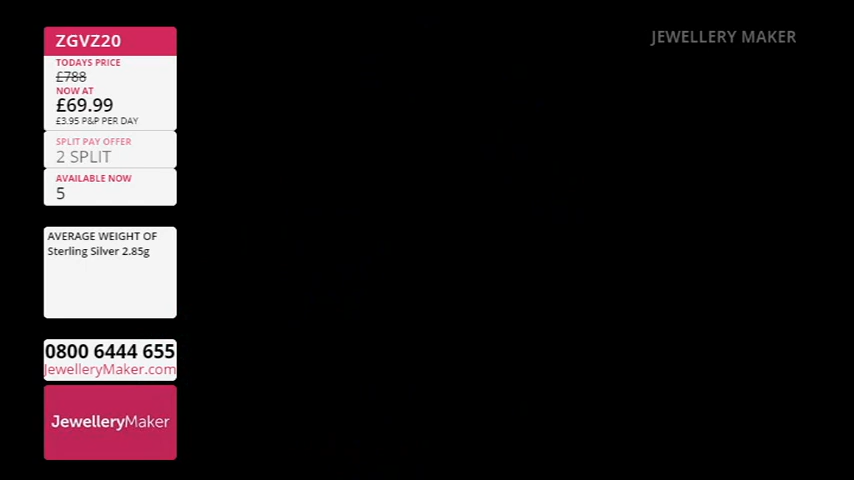 ZGVZ20
TODAYS PRICE
£788
NOW AT
£69.99
£3.95 P&P PER DAY
SPLIT PAY OFFER
2 SPLIT
AVAILABLE NOW
5
AVERAGE WEIGHT OF
Sterling Silver 2.85g
0800 6444 655
JewelleryMaker.com
JewelleryMaker
JEWELLERY MAKER